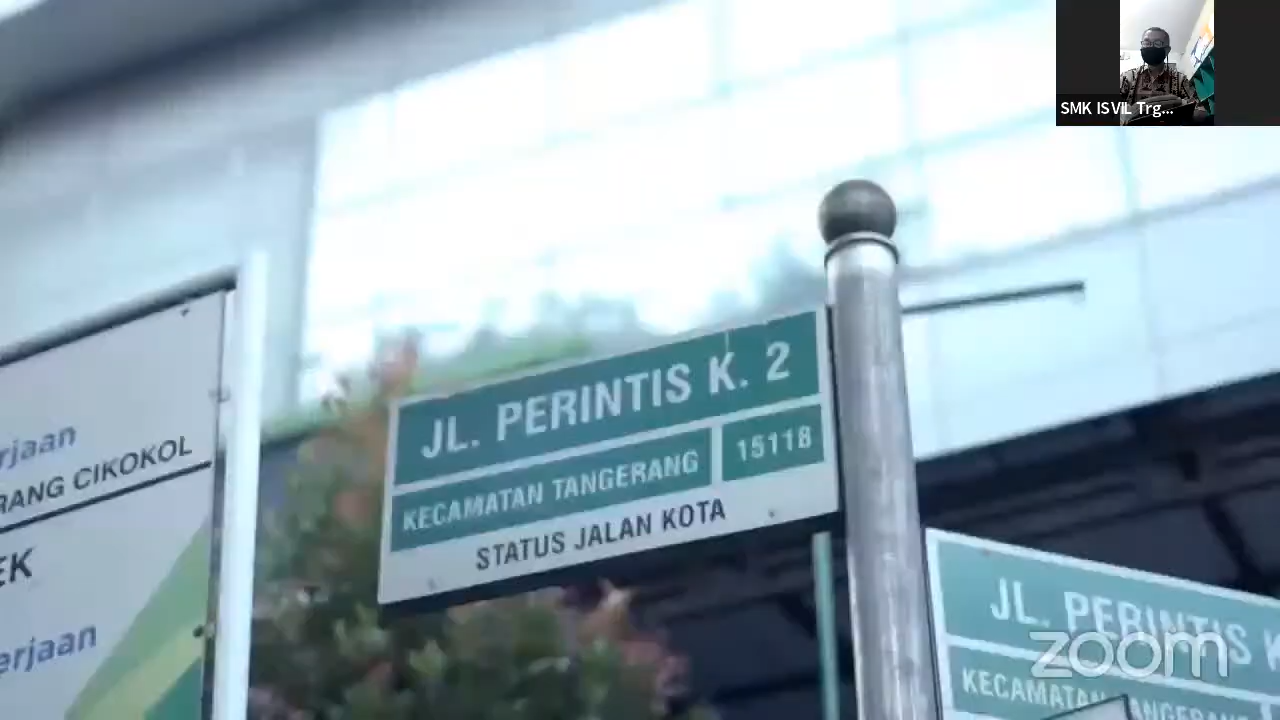 SMK ISVIL Trg...
JL. PERINTIS K. 2
KECAMATAN TANGERANG
15118
STATUS JALAN KOTA
rjaan
RANG CIKOKOL
EK
erjaan
JL. PERINTIS K
KECAMATAN TANGERANG
zoom